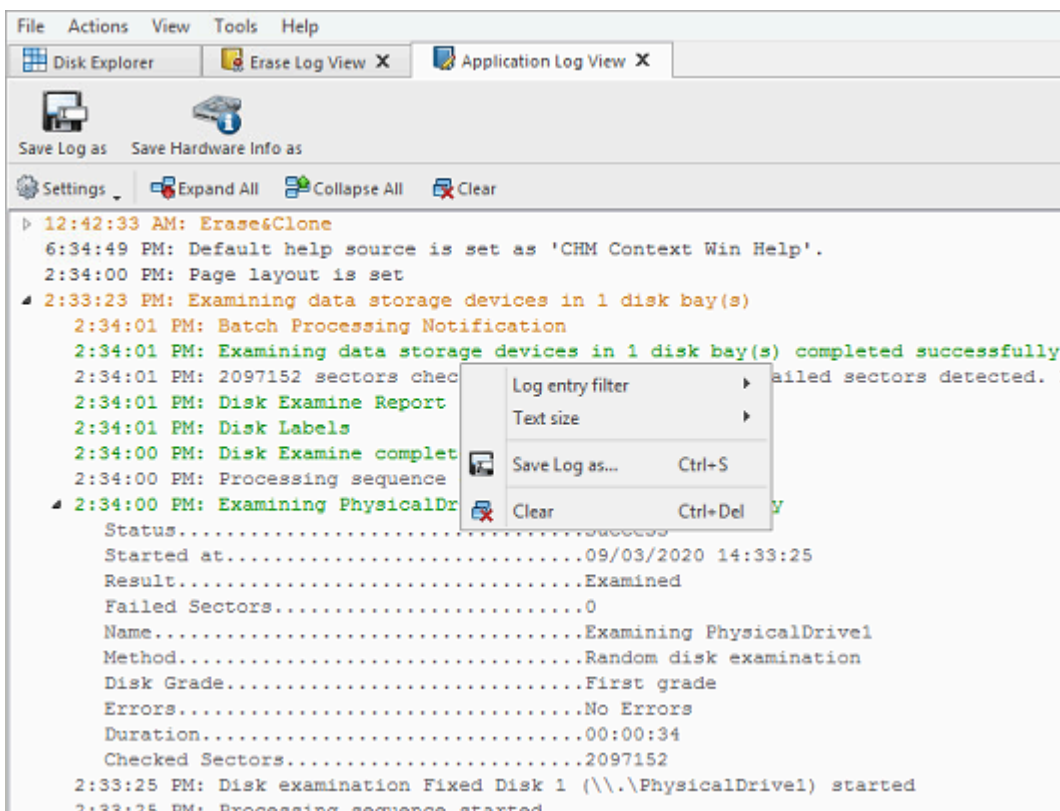 File Actions View Tools Help
Disk Explorer Erase Log View X Application Log View X
Save Log as Save Hardware Info as
Settings Expand All Collapse All Clear
12:42:33 AM: Erase&Clone
6:34:49 PM: Default help source is set as 'CHM Context Win Help'.
2:34:00 PM: Page layout is set
2:33:23 PM: Examining data storage devices in 1 disk bay(s)
2:34:01 PM: Batch Processing Notification
2:34:01 PM: Examining data storage devices in 1 disk bay(s) completed successfully
2:34:01 PM: 2097152 sectors chec ailed sectors detected.
2:34:01 PM: Disk Examine Report
2:34:01 PM: Disk Labels
2:34:00 PM: Disk Examine complet
2:34:00 PM: Processing sequence
2:34:00 PM: Examining PhysicalDr y
Log entry filter
Text size
Save Log as... Ctrl+S
Clear Ctrl+Del
Status..................................Success
Started at..............................09/03/2020 14:33:25
Result..................................Examined
Failed Sectors..........................0
Name....................................Examining PhysicalDrive1
Method..................................Random disk examination
Disk Grade..............................First grade
Errors..................................No Errors
Duration................................00:00:34
Checked Sectors.........................2097152
2:33:25 PM: Disk examination Fixed Disk 1 (\\.\PhysicalDrive1) started
2:33:25 PM: Processing sequence started